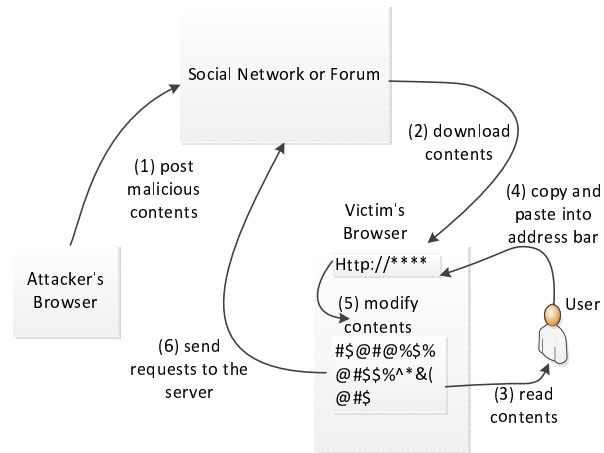 Social Network or Forum
(1) post
malicious
contents
(2) download
contents
(4) copy and
paste into
address bar
Victim's
Browser
Attacker's
Browser
Http://****
User
(5) modify
contents
#$@#@%$%
@#$$%^*&(
@#$
(6) send
requests to the
server
(3) read
contents